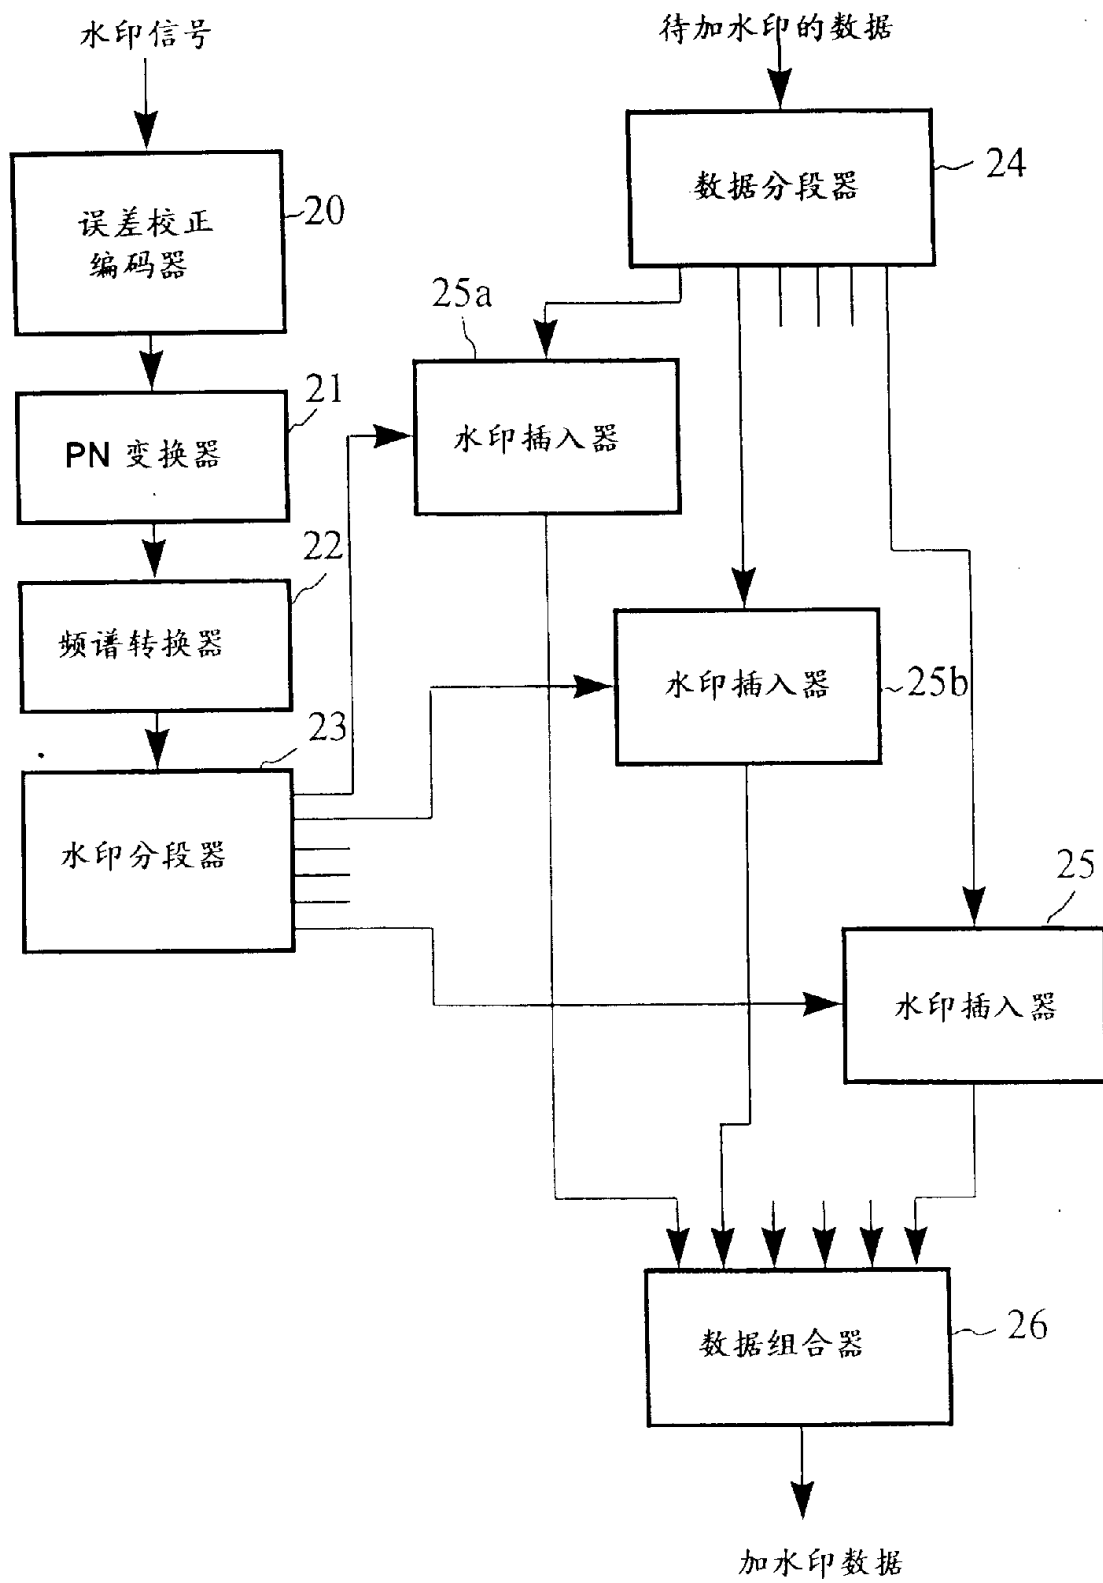 水印信号
待加水印的数据
24
数据分段器
20
误差校正
编码器
25a
21
PN 变换器
水印插入器
22
频谱转换器
水印插入器
25b
23
水印分段器
25
水印插入器
26
数据组合器
加水印数据